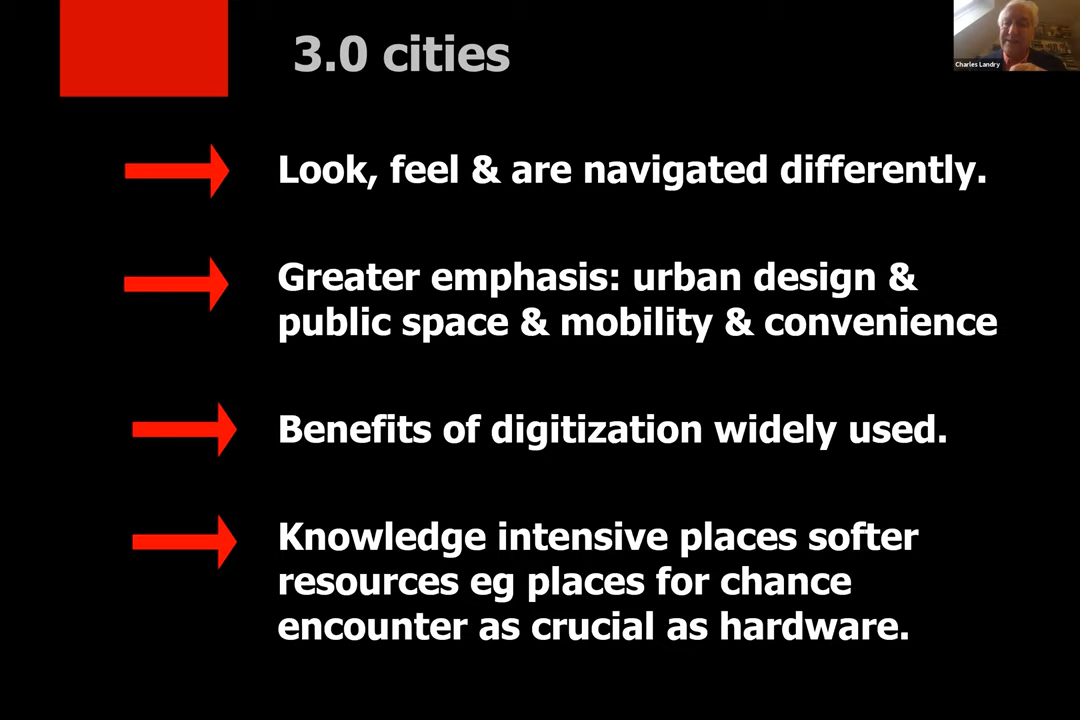 3.0 cities
Charles Landry
Look, feel & are navigated differently.
Greater emphasis: urban design &
public space & mobility & convenience
Benefits of digitization widely used.
Knowledge intensive places softer
resources eg places for chance
encounter as crucial as hardware.